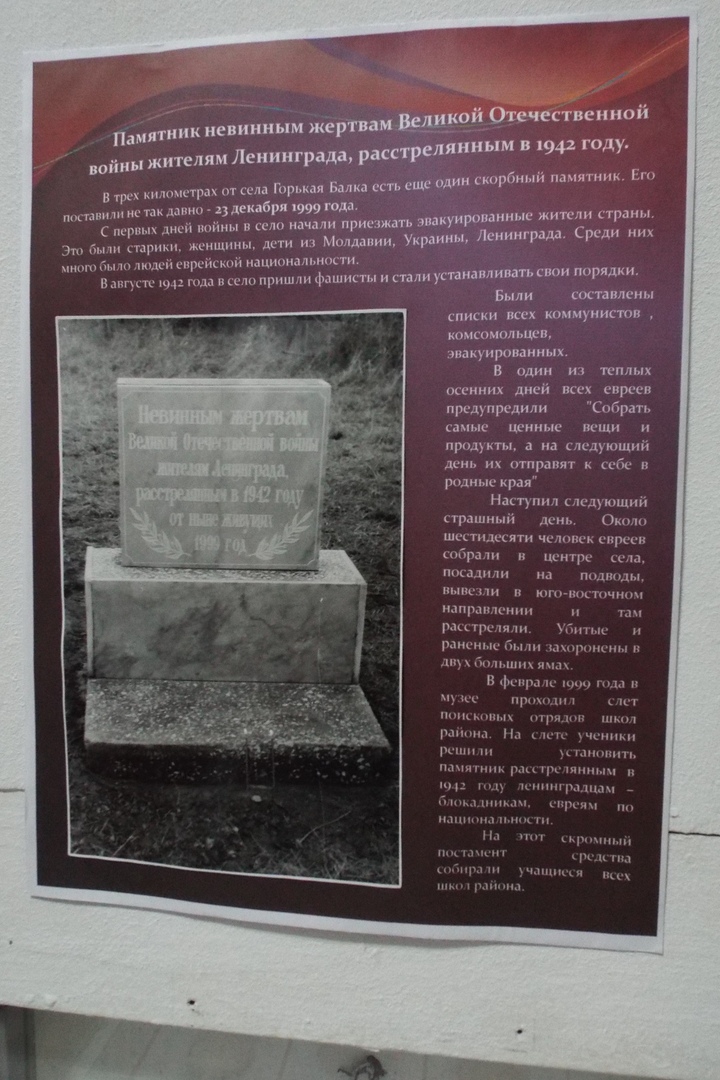 Памятник невинным жертвам Великой Отечественной
войны жителям Ленинграда, расстрелянным в 1942 году.
В трех километрах от села Горькая Балка есть еще один скорбный памятник. Его
поставили не так давно - 23 декабря 1999 года.
С первых дней войны в село начали приезжать эвакуированные жители страны.
Это были старики, женщины, дети из Молдавии, Украины, Ленинграда. Среди них
много было людей еврейской национальности.
В августе 1942 года в село пришли фашисты и стали устанавливать свои порядки.
Были составлены
списки всех коммунистов ,
комсомольцев,
эвакуированных.
В один из теплых
осенних дней всех евреев
предупредили "Собрать
самые ценные вещи и
продукты, а на следующий
день их отправят к себе в
родные края"
Наступил следующий
страшный день. Около
шестидесяти человек евреев
собрали в центре села,
посадили на подводы,
вывезли в юго-восточном
направлении и там
расстреляли. Убитые и
раненые были захоронены в
двух больших ямах.
В феврале 1999 года в
музее проходил слет
поисковых отрядов школ
района. На слете ученики
решили установить
памятник расстрелянным в
1942 году ленинградцам –
блокадникам, евреям по
национальности.
На этот скромный
постамент средства
собирали учащиеся всех
школ района.
Невинным жертвам
Великой Отечественной войны
жителям Ленинграда,
расстрелянным в 1942 году
от ныне живущих
1999 год